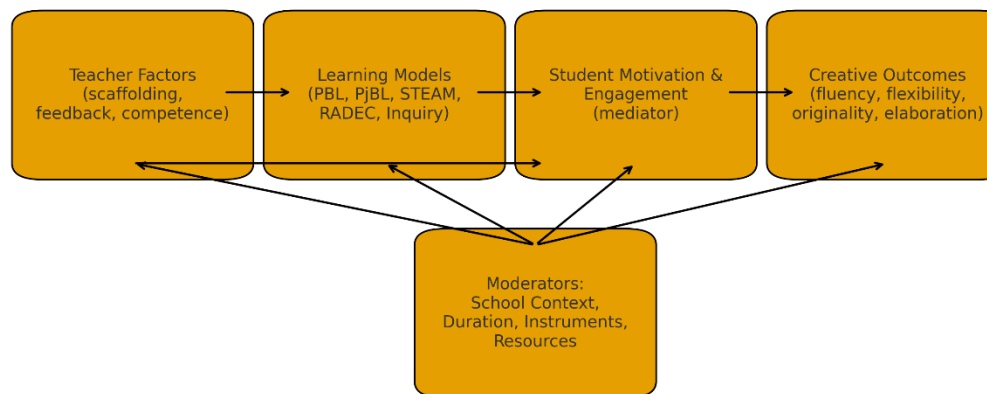 Teacher Factors
(scaffolding,
feedback, competence)
Learning Models
(PBL, PjBL, STEAM,
RADEC, Inquiry)
Student Motivation &
Engagement
(mediator)
Creative Outcomes
(fluency, flexibility,
originality, elaboration)
Moderators:
School Context,
Duration, Instruments,
Resources